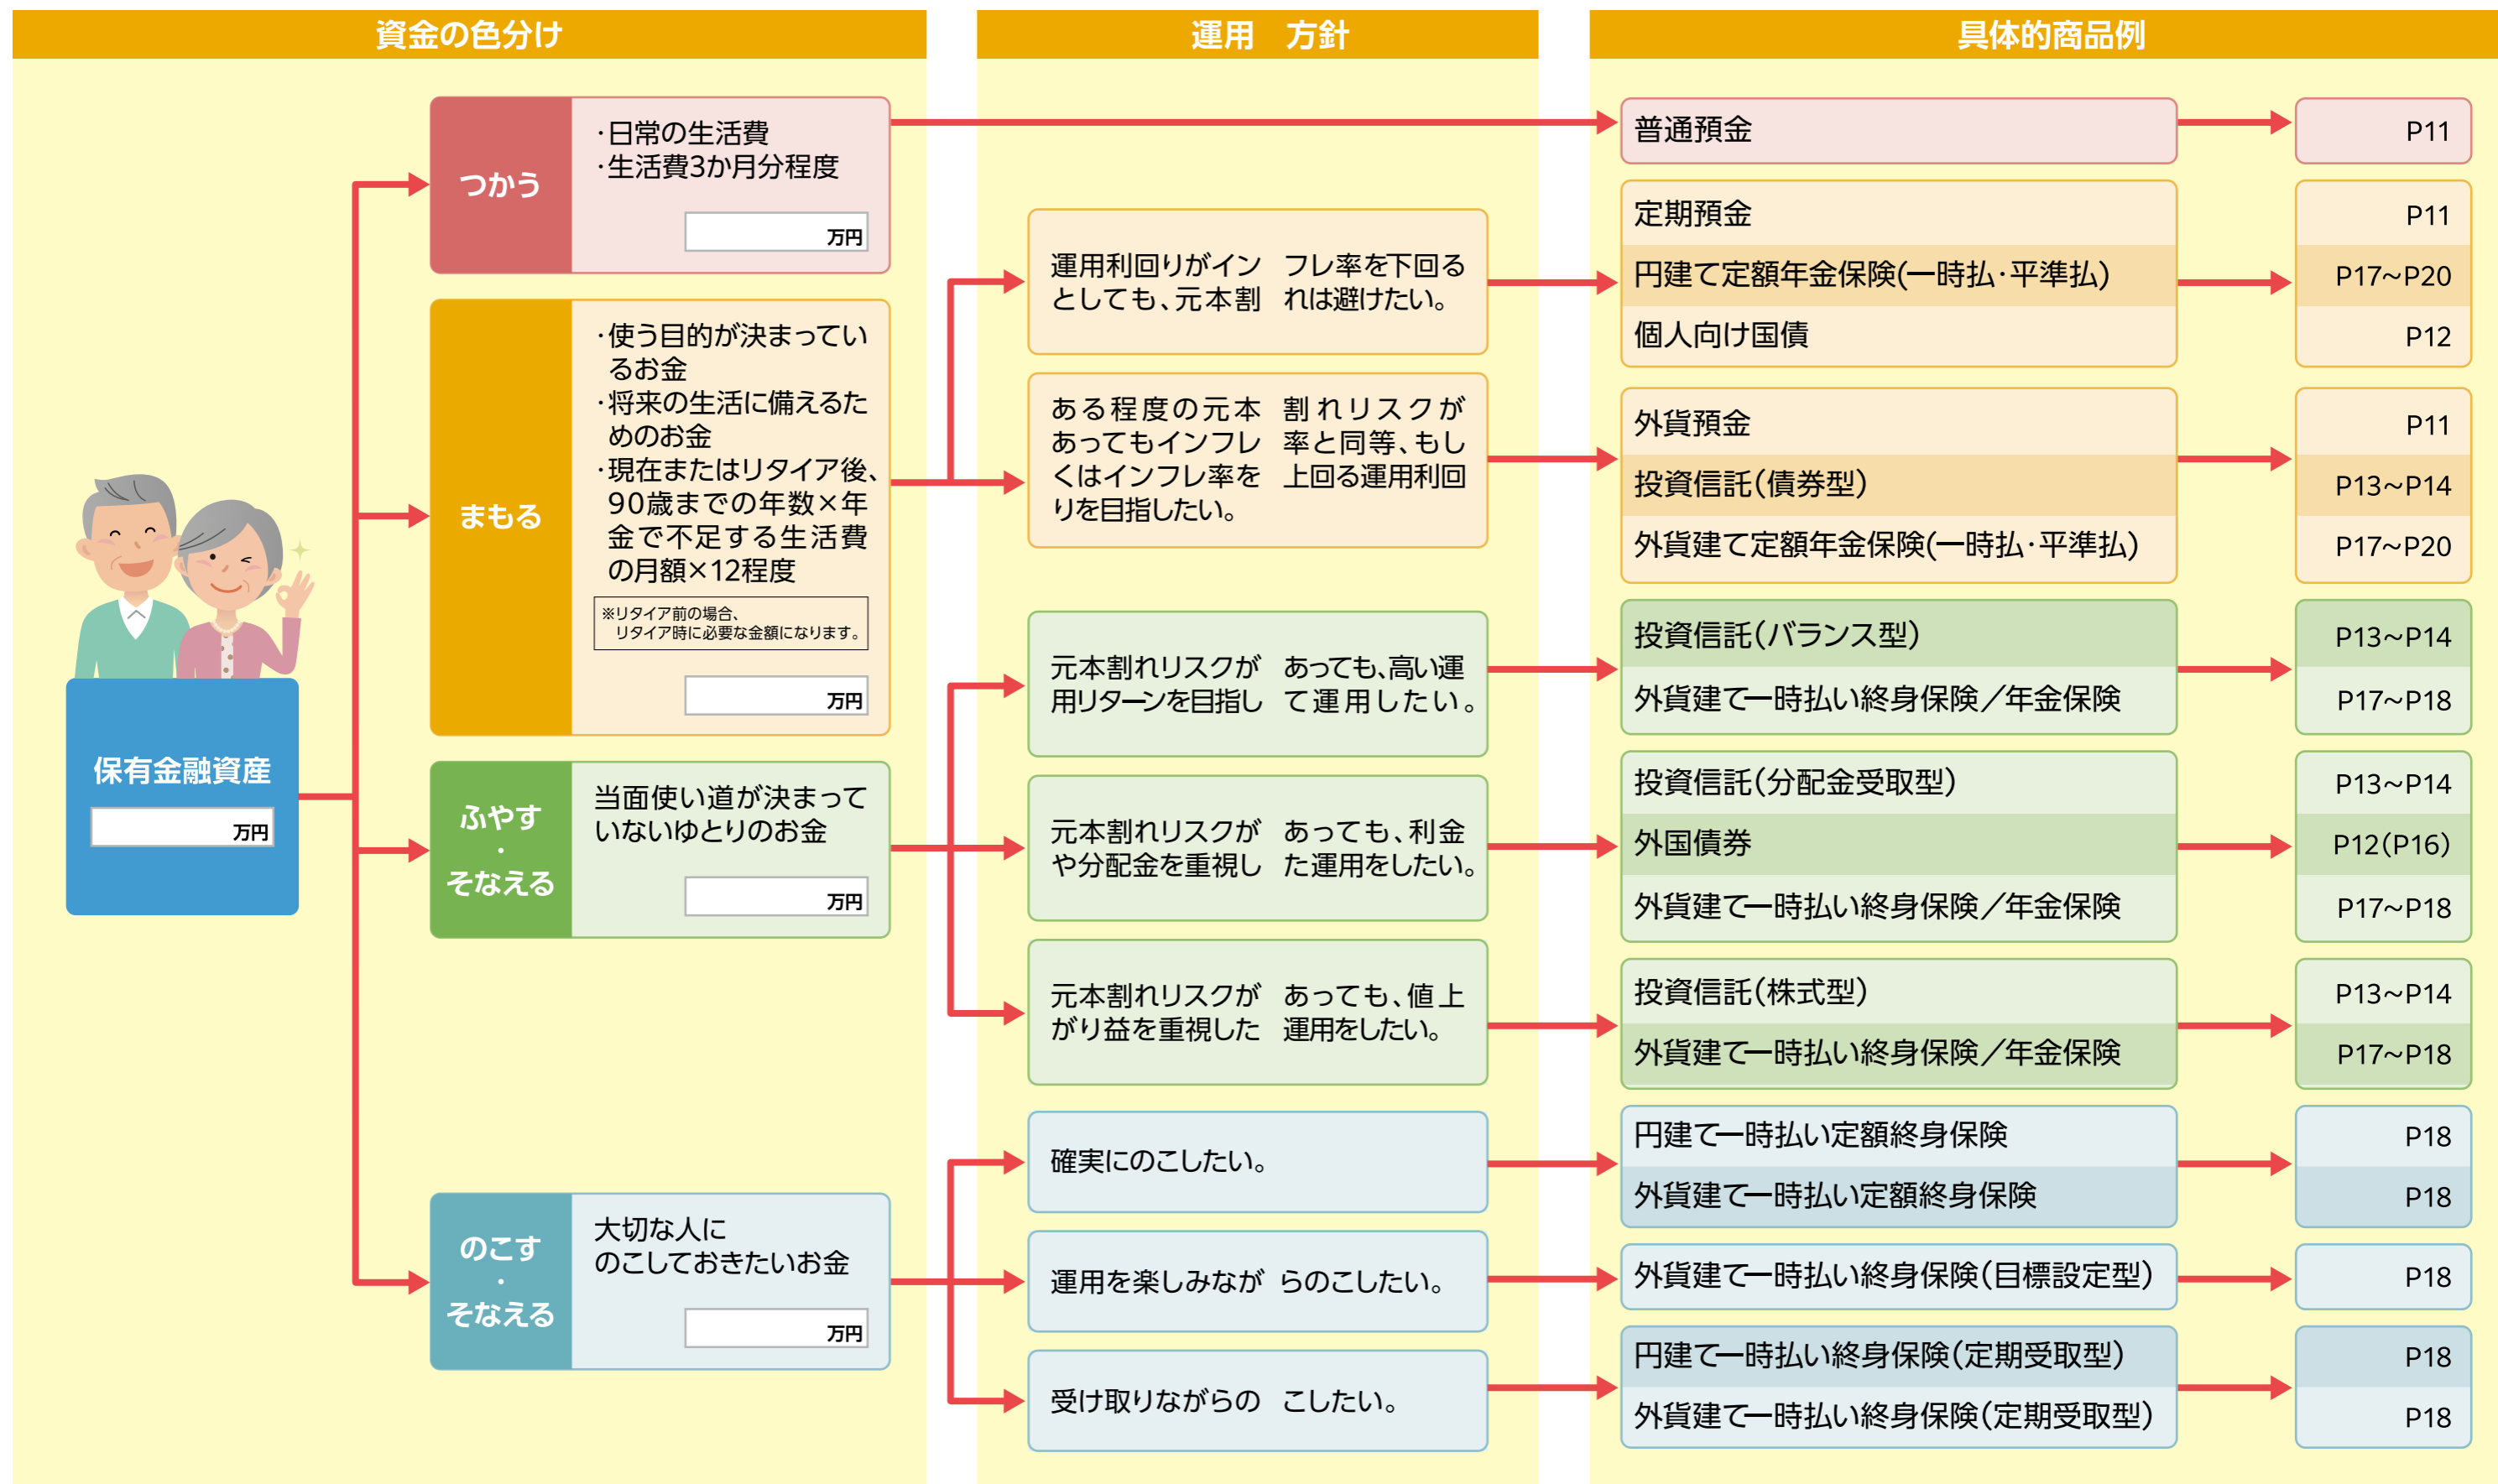 資金の色分け
運用 方針
具体的商品例
保有金融資産
万円
つかう
・日常の生活費
・生活費3か月分程度
万円
まもる
・使う目的が決まってい
るお金
・将来の生活に備えるた
めのお金
・現在またはリタイア後、
90歳までの年数×年
金で不足する生活費
の月額×12程度
※リタイア前の場合、
リタイア時に必要な金額になります。
万円
ふやす
・
そなえる
当面使い道が決まって
いないゆとりのお金
万円
のこす
・
そなえる
大切な人に
のこしておきたいお金
万円
運用利回りがイン フレ率を下回る
としても、元本割 れは避けたい。
ある程度の元本 割れリスクが
あってもインフレ 率と同等、もし
くはインフレ率を 上回る運用利回
りを目指したい。
元本割れリスクが あっても、高い運
用リターンを目指し て運用したい。
元本割れリスクが あっても、利金
や分配金を重視し た運用をしたい。
元本割れリスクが あっても、値上
がり益を重視した 運用をしたい。
確実にのこしたい。
運用を楽しみなが らのこしたい。
受け取りながらの こしたい。
普通預金 P11
定期預金 P11
円建て定額年金保険(一時払・平準払) P17~P20
個人向け国債 P12
外貨預金 P11
投資信託(債券型) P13~P14
外貨建て定額年金保険(一時払・平準払) P17~P20
投資信託(バランス型) P13~P14
外貨建て一時払い終身保険/年金保険 P17~P18
投資信託(分配金受取型) P13~P14
外国債券 P12(P16)
外貨建て一時払い終身保険/年金保険 P17~P18
投資信託(株式型) P13~P14
外貨建て一時払い終身保険/年金保険 P17~P18
円建て一時払い定額終身保険 P18
外貨建て一時払い定額終身保険 P18
外貨建て一時払い終身保険(目標設定型) P18
円建て一時払い終身保険(定期受取型) P18
外貨建て一時払い終身保険(定期受取型) P18